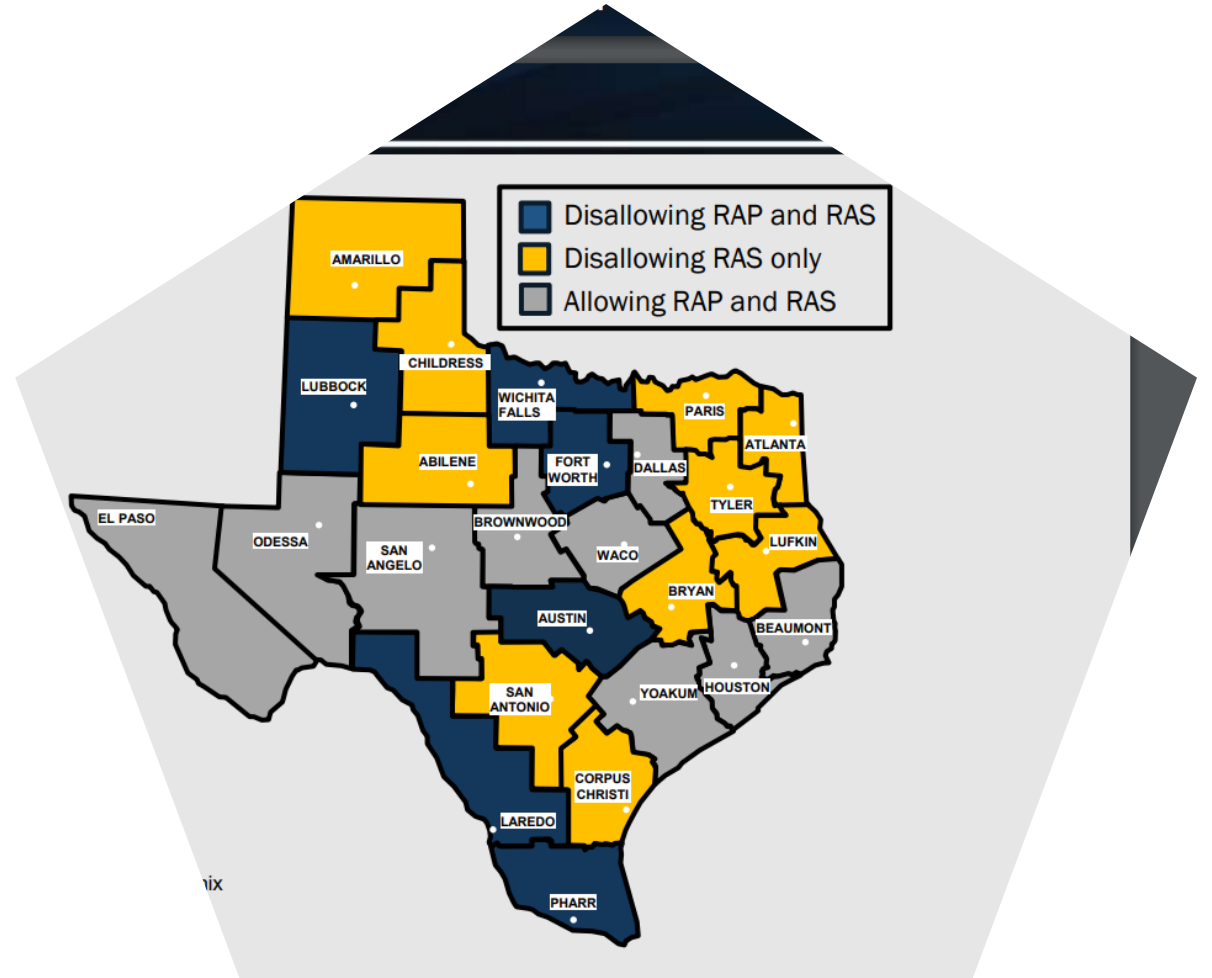 Disallowing RAP and RAS
Disallowing RAS only
Allowing RAP and RAS
AMARILLO
CHILDRESS
LUBBOCK
WICHITA
FALLS
PARIS
ATLANTA
ABILENE
FORT
WORTH
DALLAS
TYLER
EL PASO
ODESSA
SAN
ANGELO
BROWNWOOD
WACO
LUFKIN
BRYAN
AUSTIN
BEAUMONT
SAN
ANTONIO
YOAKUM
HOUSTON
CORPUS
CHRISTI
LAREDO
PHARR